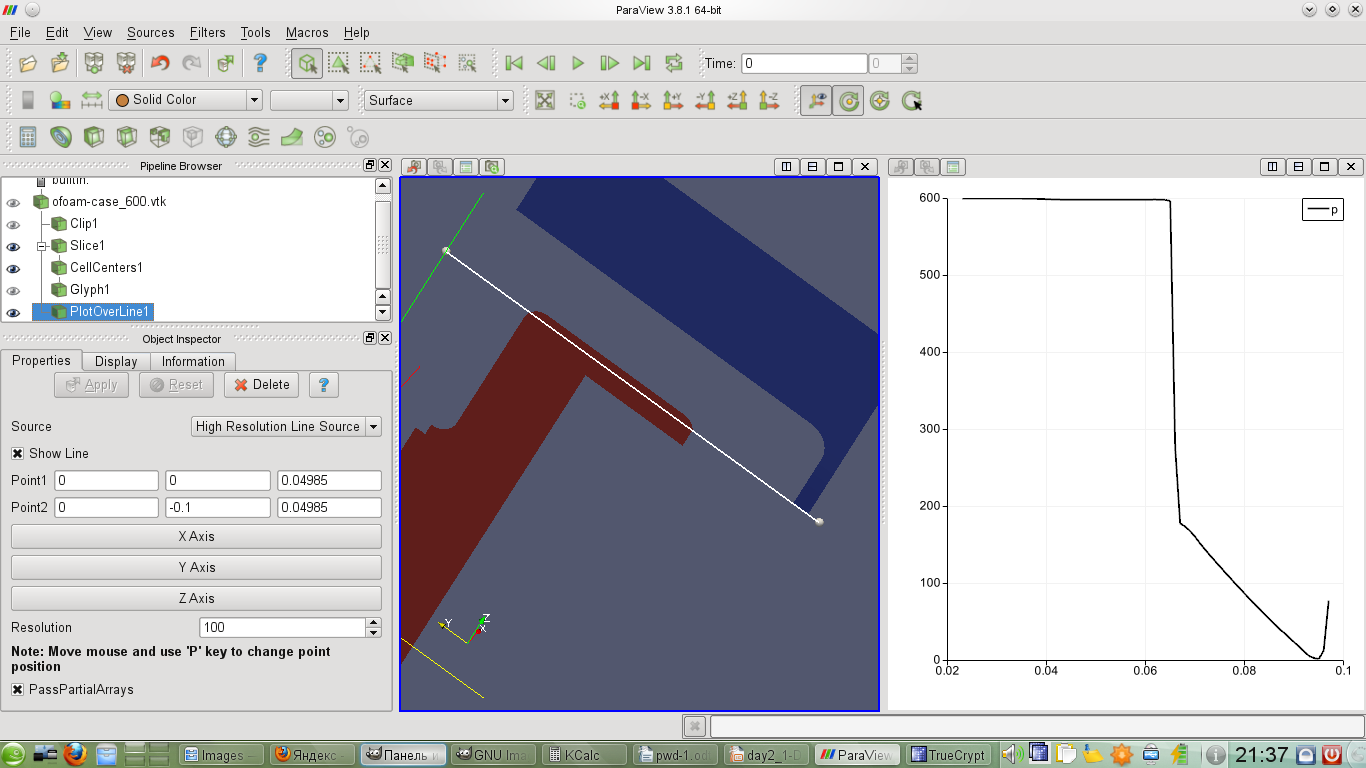 ParaView 3.8.1 64-bit
File Edit View Sources Filters Tools Macros Help
Time: 0 0
Solid Color Surface
+X -X +Y -Y +Z -Z
Pipeline Browser
builtin:
ofoam-case_600.vtk
Clip1
Slice1
CellCenters1
Glyph1
PlotOverLine1
Object Inspector
Properties Display Information
Apply Reset Delete ?
Source High Resolution Line Source
Show Line
Point1 0 0 0.04985
Point2 0 -0.1 0.04985
X Axis
Y Axis
Z Axis
Resolution 100
Note: Move mouse and use 'P' key to change point
position
PassPartialArrays
Y Z X
p
600
500
400
300
200
100
0
0.02 0.04 0.06 0.08 0.1
Images – Яндекс - Панель и GNU Ima KCalc pwd-1.od day2_1-D ParaView TrueCrypt 21:37